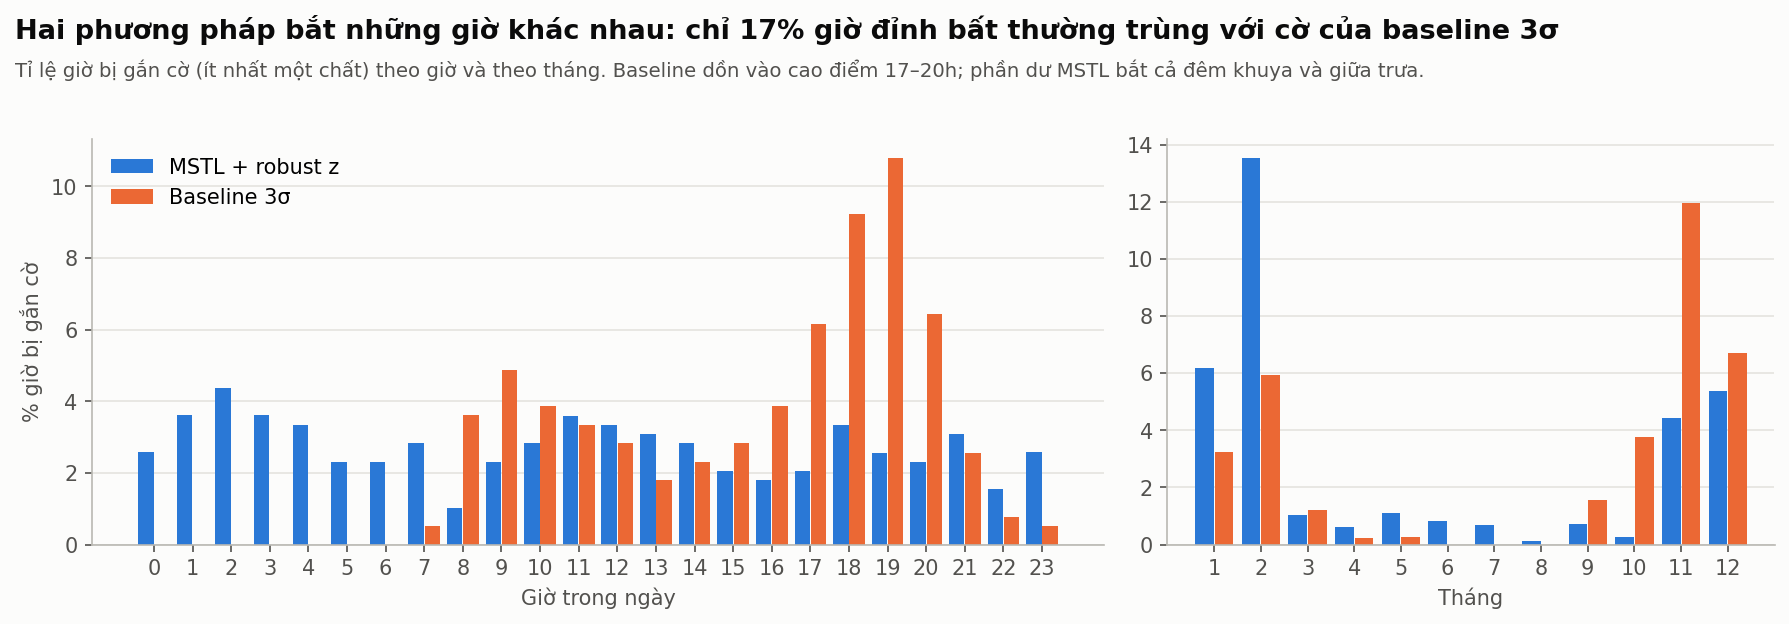 Hai phương pháp bắt những giờ khác nhau: chỉ 17% giờ đỉnh bất thường trùng với cờ của baseline 3σ
Tỉ lệ giờ bị gắn cờ (ít nhất một chất) theo giờ và theo tháng. Baseline dồn vào cao điểm 17–20h; phần dư MSTL bắt cả đêm khuya và giữa trưa.
MSTL + robust z
Baseline 3σ
% giờ bị gắn cờ
10
8
6
4
2
0
0 1 2 3 4 5 6 7 8 9 10 11 12 13 14 15 16 17 18 19 20 21 22 23
Giờ trong ngày
14
12
10
8
6
4
2
0
1 2 3 4 5 6 7 8 9 10 11 12
Tháng